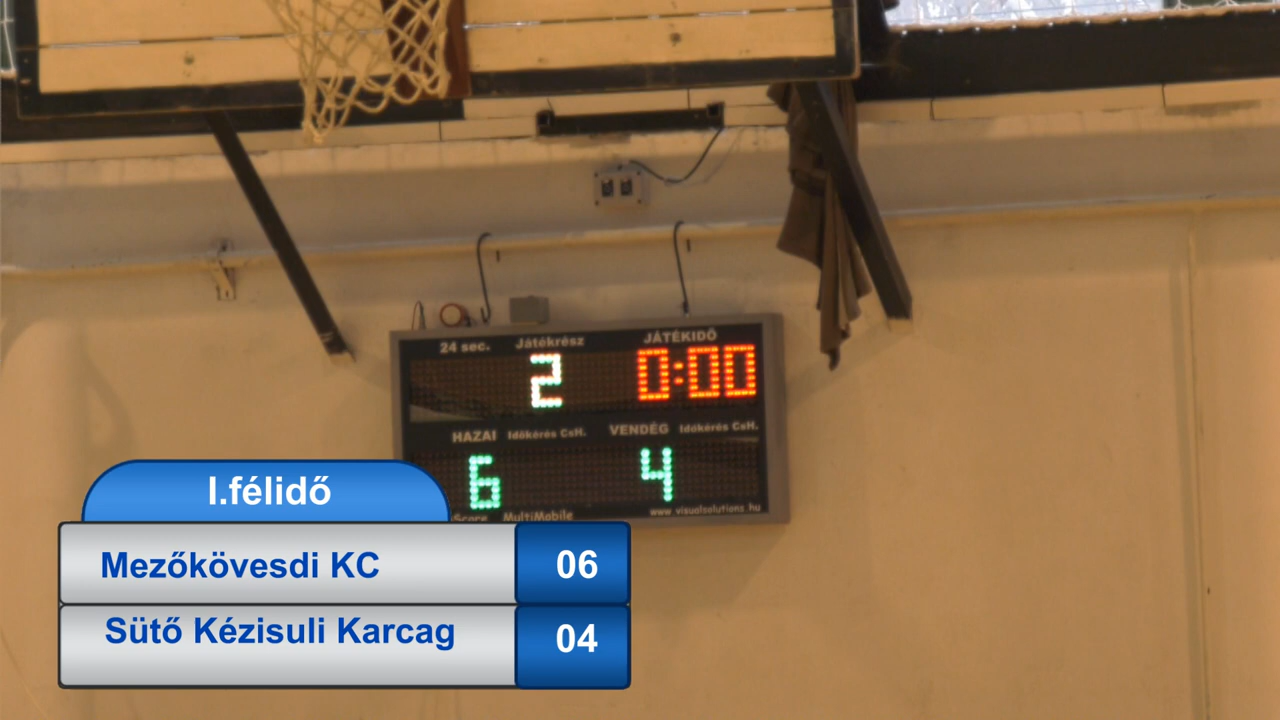 24 sec. Játékrész JÁTÉKIDŐ
2 0:00
HAZAI Időkérés CsH. VENDÉG Időkérés CsH.
6 4
Score MultiMobile www.visualsolutions.hu
I.félidő
Mezőkövesdi KC 06
Sütő Kézisuli Karcag 04